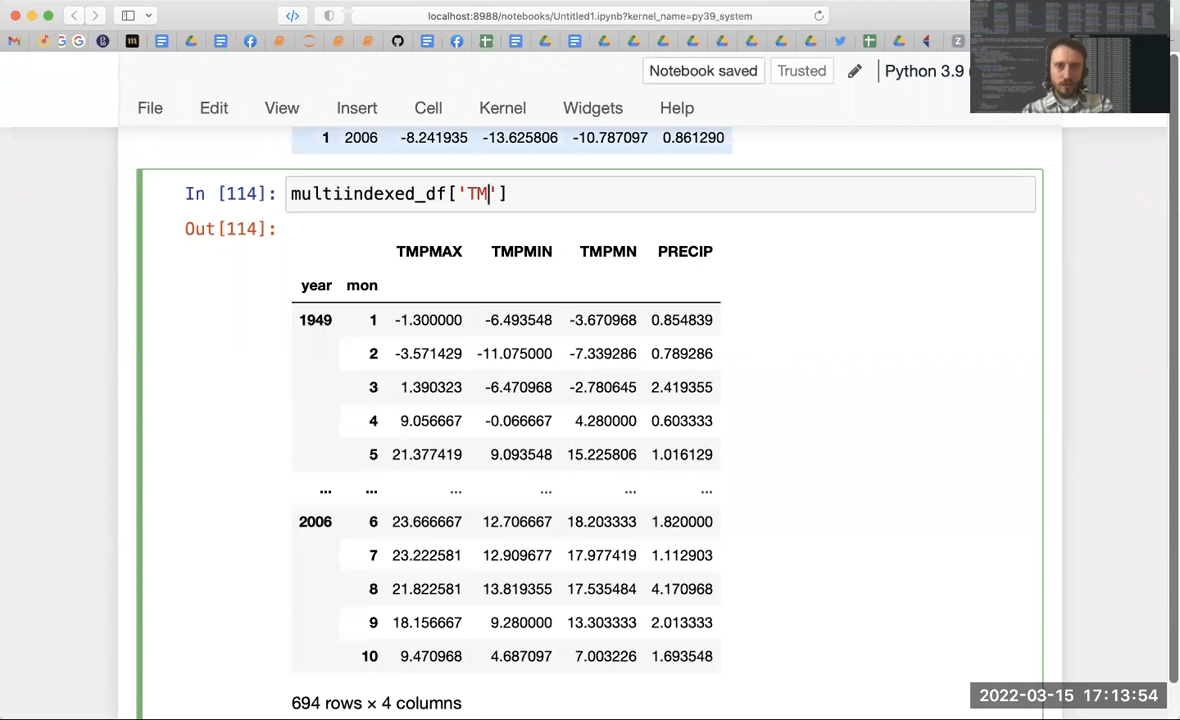 localhost:8988/notebooks/Untitled1.ipynb?kernel_name=py39_system
Notebook saved Trusted Python 3.9
File Edit View Insert Cell Kernel Widgets Help
1 2006 -8.241935 -13.625806 -10.787097 0.861290
In [114]: multiindexed_df['TM']
Out[114]:
TMPMAX TMPMIN TMPMN PRECIP
year mon
1949 1 -1.300000 -6.493548 -3.670968 0.854839
2 -3.571429 -11.075000 -7.339286 0.789286
3 1.390323 -6.470968 -2.780645 2.419355
4 9.056667 -0.066667 4.280000 0.603333
5 21.377419 9.093548 15.225806 1.016129
... ... ... ... ... ...
2006 6 23.666667 12.706667 18.203333 1.820000
7 23.222581 12.909677 17.977419 1.112903
8 21.822581 13.819355 17.535484 4.170968
9 18.156667 9.280000 13.303333 2.013333
10 9.470968 4.687097 7.003226 1.693548
694 rows × 4 columns
2022-03-15 17:13:54